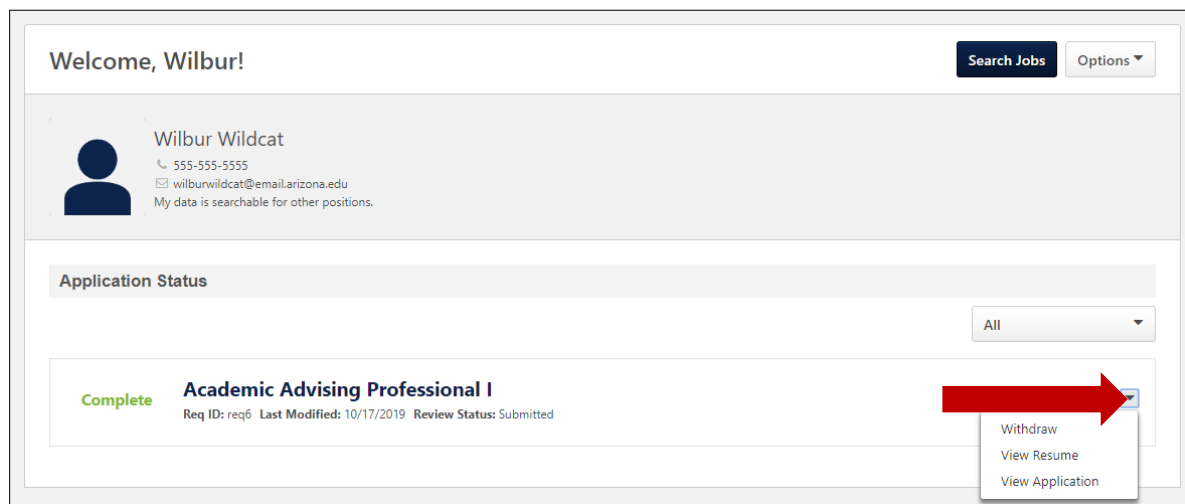 Welcome, Wilbur!
Search Jobs
Options
Wilbur Wildcat
555-555-5555
wilburwildcat@email.arizona.edu
My data is searchable for other positions.
Application Status
All
Complete
Academic Advising Professional I
Req ID: req6 Last Modified: 10/17/2019 Review Status: Submitted
Withdraw
View Resume
View Application